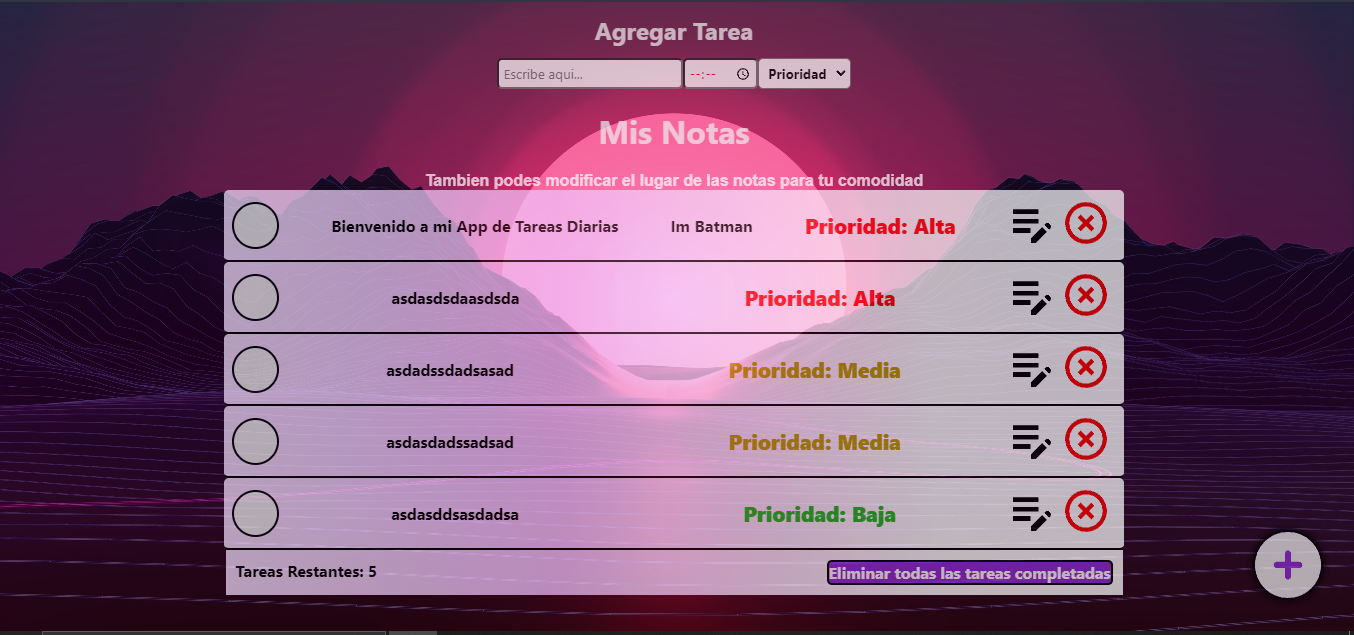 Agregar Tarea
Escribe aqui... --:-- Prioridad
Mis Notas
Tambien podes modificar el lugar de las notas para tu comodidad
Bienvenido a mi App de Tareas Diarias Im Batman Prioridad: Alta
asdasdsdaasdsda Prioridad: Alta
asdadssdadsasad Prioridad: Media
asdasdadssadsad Prioridad: Media
asdasddsasdadsa Prioridad: Baja
Tareas Restantes: 5 Eliminar todas las tareas completadas